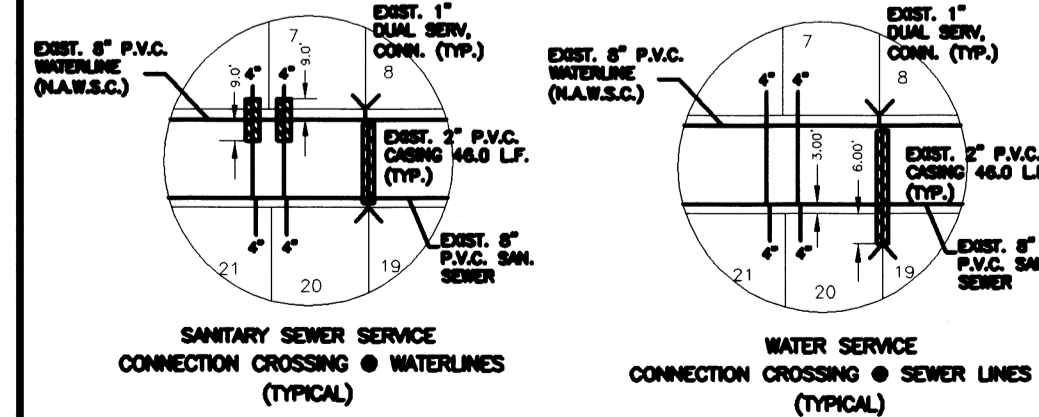 EXIST. 8" P.V.C.
WATERLINE
(N.A.W.S.C.)
9.0'
4" 4"
9.0'
7
EXIST. 1"
DUAL SERV,
CONN. (TYP.)
8
EXIST. 2" P.V.C.
CASING 46.0 L.F.
(TYP.)
4" 4"
21
20
19
EXIST. 8"
P.V.C. SAN.
SEWER
SANITARY SEWER SERVICE
CONNECTION CROSSING @ WATERLINES
(TYPICAL)
EXIST. 8" P.V.C.
WATERLINE
(N.A.W.S.C.)
4" 4"
7
EXIST. 1"
DUAL SERV,
CONN. (TYP.)
8
3.00'
6.00'
EXIST. 2" P.V.C.
CASING 46.0 L.
(TYP.)
4" 4"
21
20
19
EXIST. 8"
P.V.C. SAN
SEWER
WATER SERVICE
CONNECTION CROSSING @ SEWER LINES
(TYPICAL)